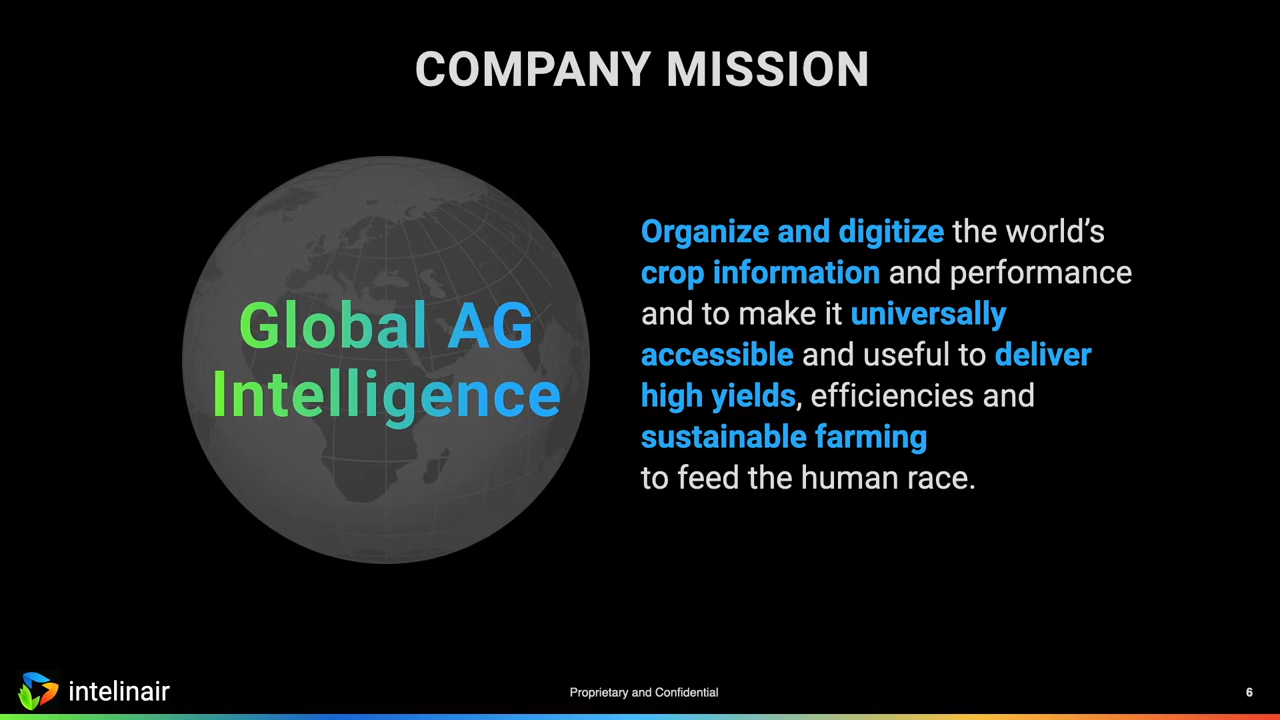 COMPANY MISSION
Global AG
Intelligence
Organize and digitize the world’s
crop information and performance
and to make it universally
accessible and useful to deliver
high yields, efficiencies and
sustainable farming
to feed the human race.
intelinair
Proprietary and Confidential
6